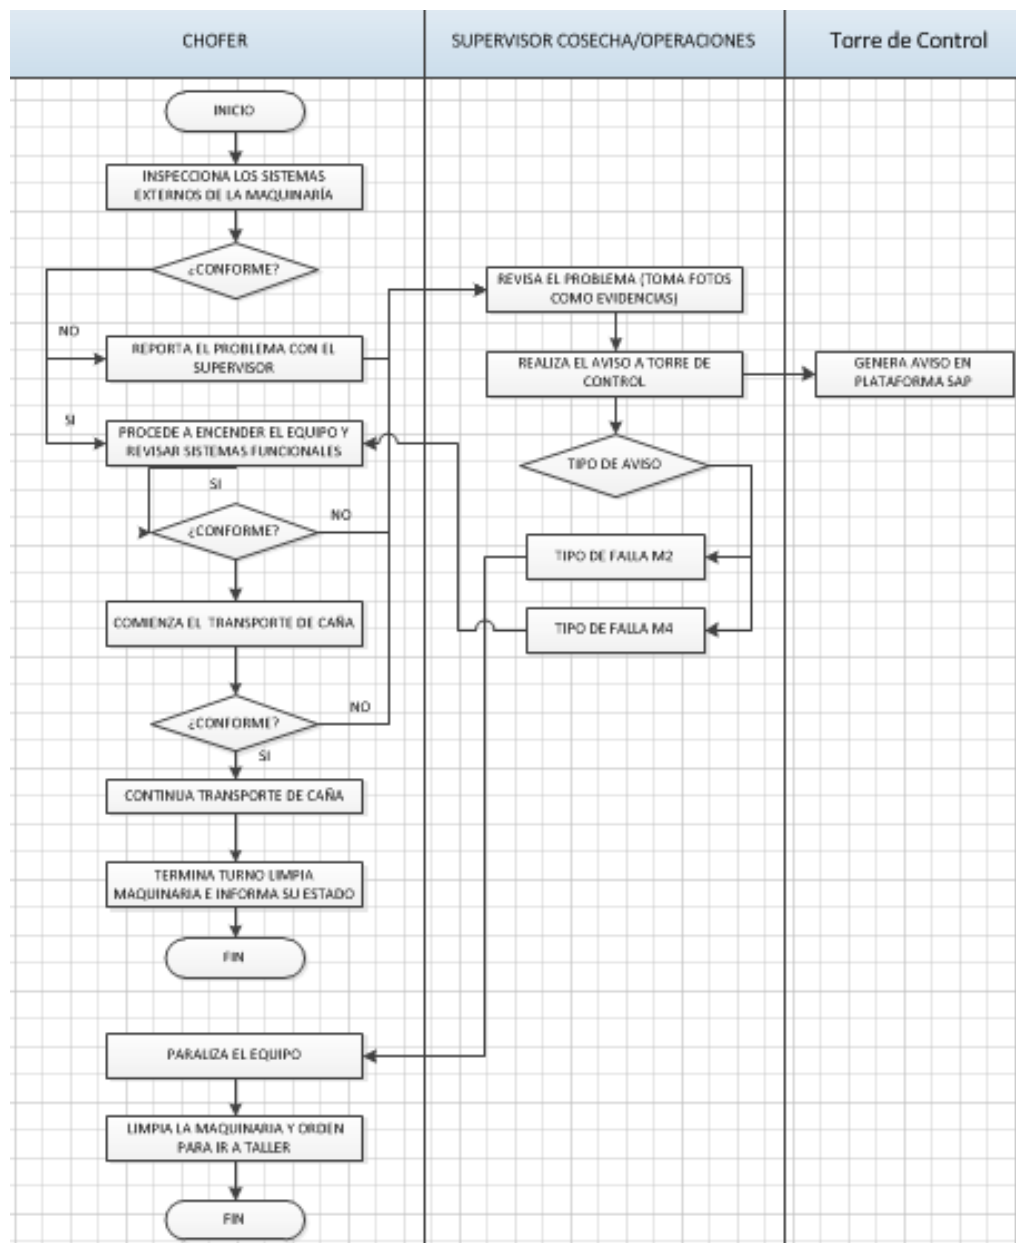 CHOFER
SUPERVISOR COSECHA/OPERACIONES
Torre de Control
INICIO
INSPECCIONA LOS SISTEMAS
EXTERNOS DE LA MAQUINARÍA
¿CONFORME?
NO
REPORTA EL PROBLEMA CON EL
SUPERVISOR
SI
PROCEDE A ENCENDER EL EQUIPO Y
REVISAR SISTEMAS FUNCIONALES
SI
¿CONFORME?
NO
COMIENZA EL TRANSPORTE DE CAÑA
¿CONFORME?
NO
SI
CONTINUA TRANSPORTE DE CAÑA
TERMINA TURNO LIMPIA
MAQUINARIA E INFORMA SU ESTADO
FIN
PARALIZA EL EQUIPO
LIMPIA LA MAQUINARIA Y ORDEN
PARA IR A TALLER
FIN
REVISA EL PROBLEMA (TOMA FOTOS
COMO EVIDENCIAS)
REALIZA EL AVISO A TORRE DE
CONTROL
TIPO DE AVISO
TIPO DE FALLA M2
TIPO DE FALLA M4
GENERA AVISO EN
PLATAFORMA SAP